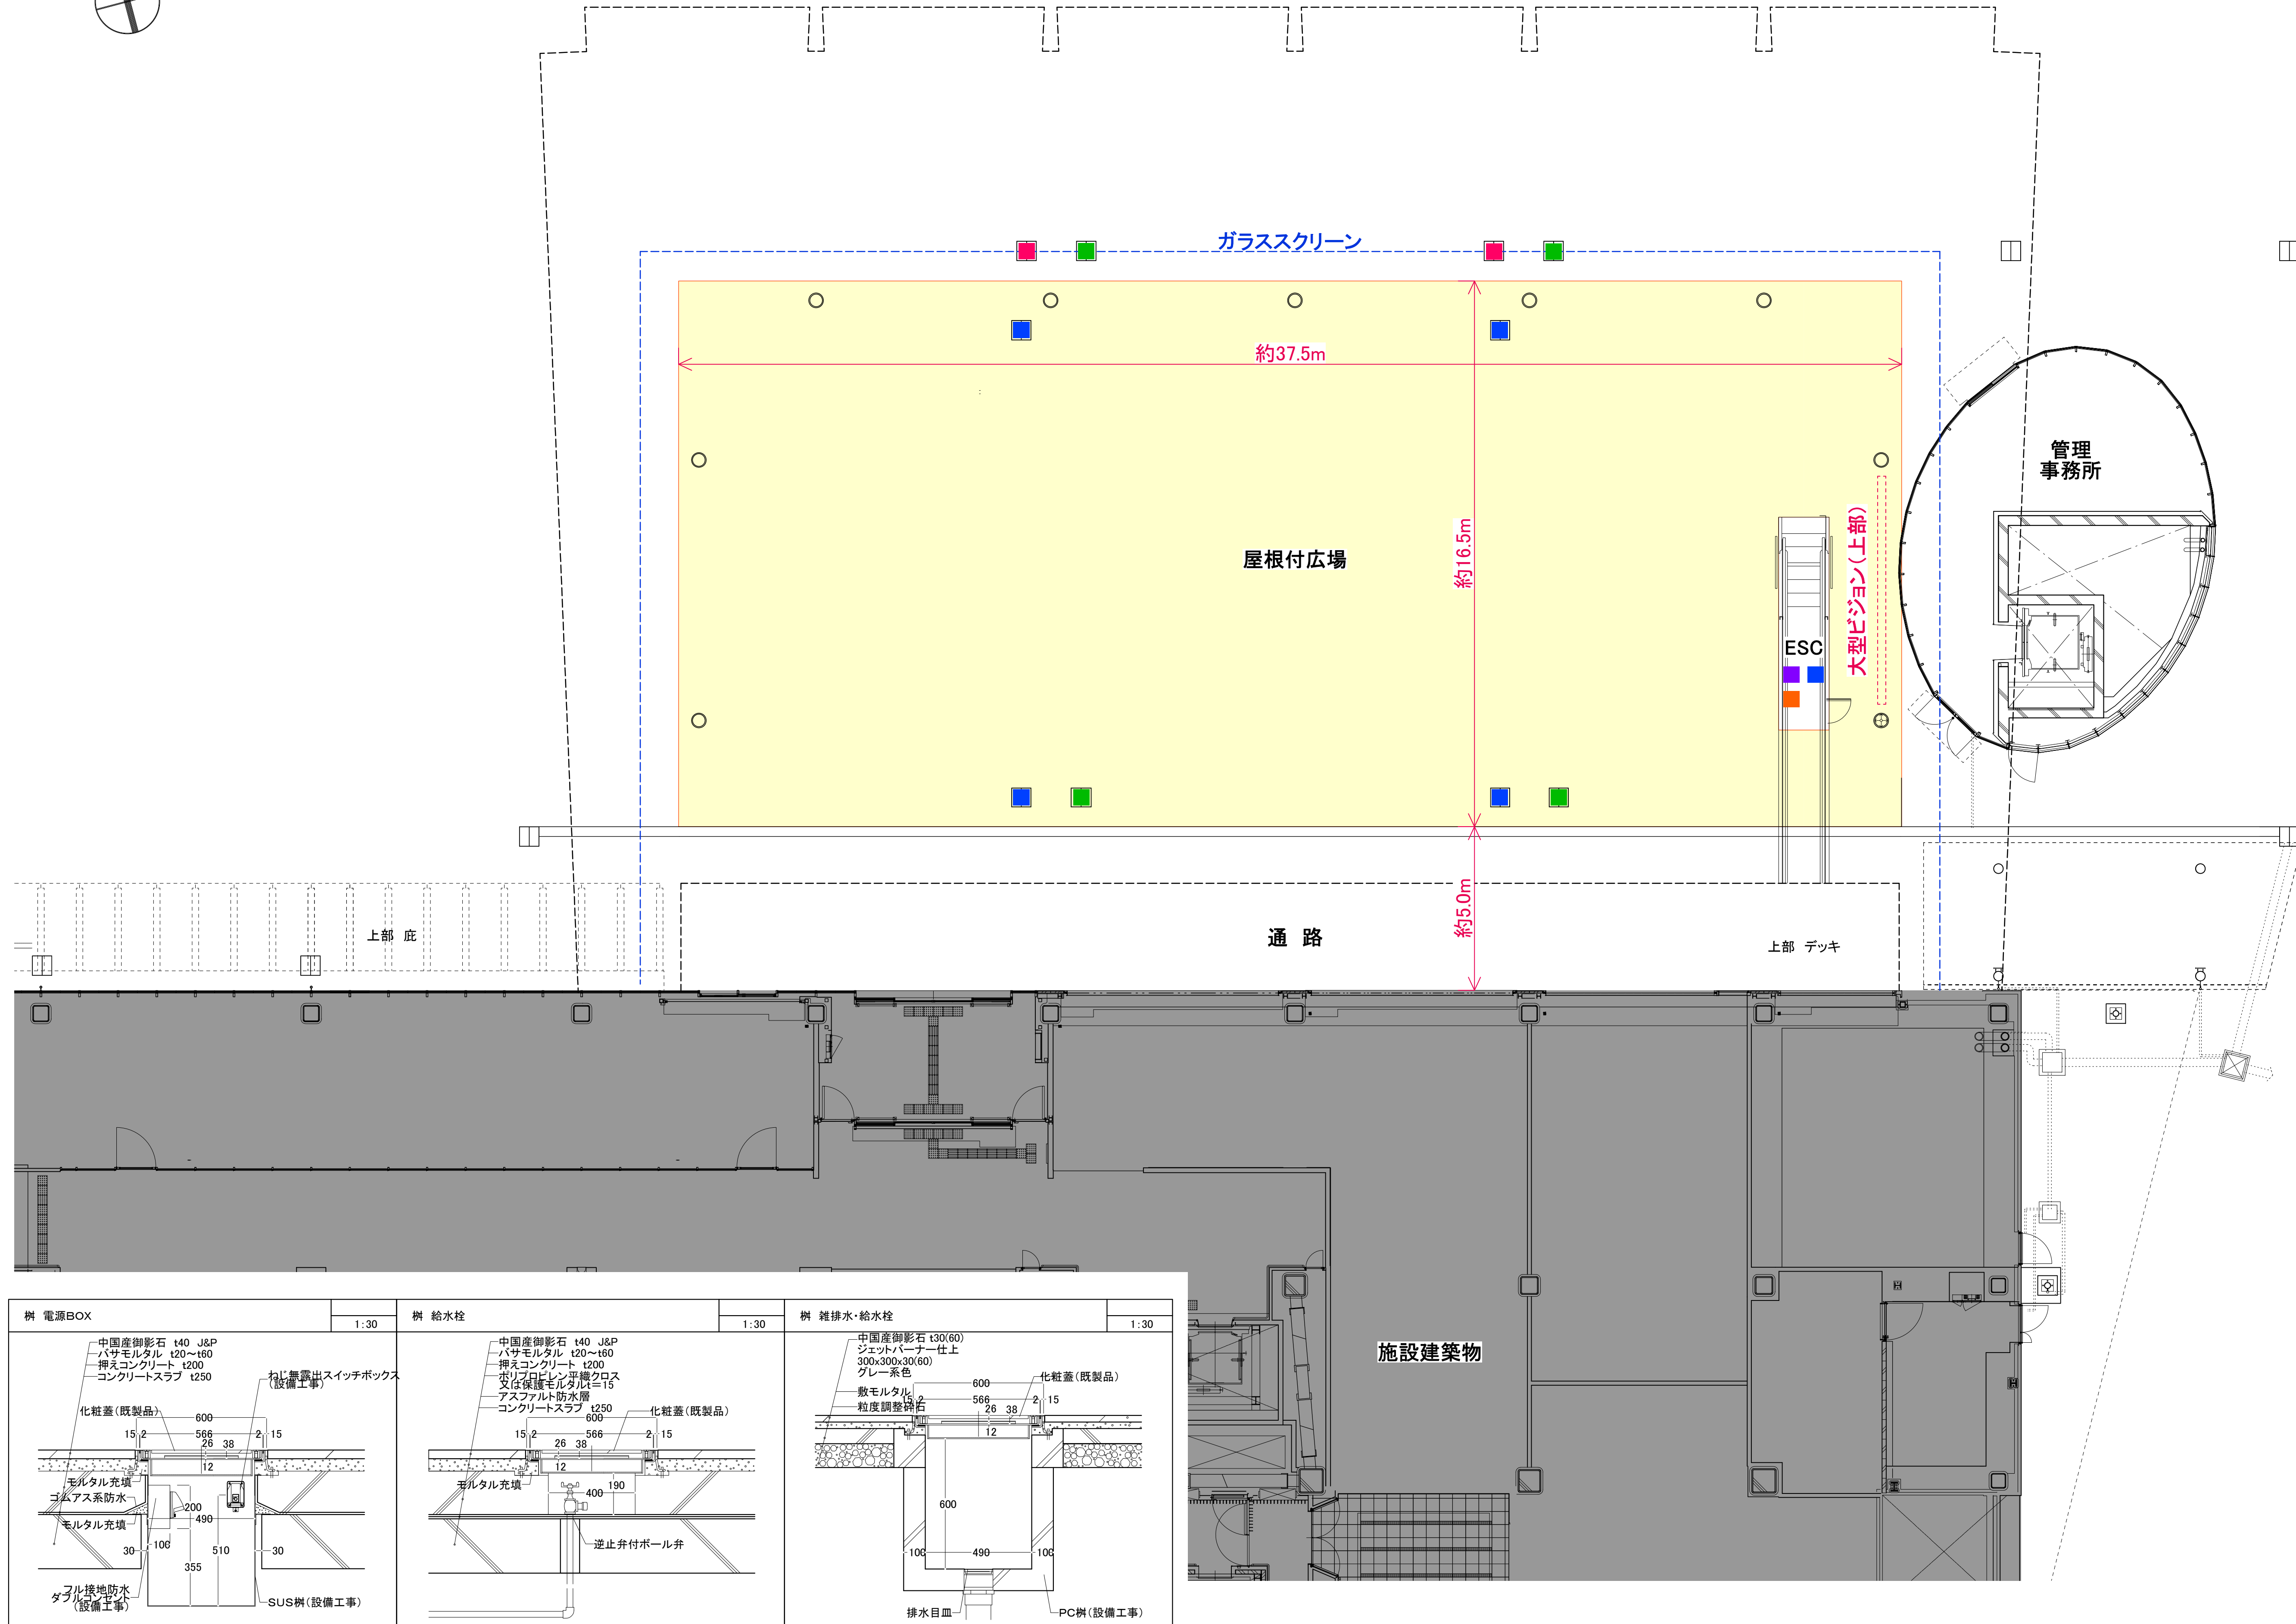 ガラススクリーン
約37.5m
約16.5m
屋根付広場
大型ビジョン(上部)
ESC
管理
事務所
約5.0m
上部 庇
通 路
上部 デッキ
施設建築物
桝 電源BOX
1:30
中国産御影石 t40 J&P
バサモルタル t20~t60
押えコンクリート t200
コンクリートスラブ t250
ねじ無露出スイッチボックス
(設備工事)
化粧蓋(既製品)
600
15 2 566 2 15
26 38
12
モルタル充填
ゴムアス系防水
モルタル充填
200
490
30 100 510 30
355
フル接地防水
ダブルコンセント
(設備工事)
SUS桝(設備工事)
桝 給水栓
1:30
中国産御影石 t40 J&P
バサモルタル t20~t60
押えコンクリート t200
ポリプロピレン平織クロス
又は保護モルタルt=15
アスファルト防水層
コンクリートスラブ t250
600
化粧蓋(既製品)
15 2 566 2 15
26 38
12
モルタル充填
190
400
逆止弁付ボール弁
桝 雑排水・給水栓
1:30
中国産御影石 t30(60)
ジェットバーナー仕上
300x300x30(60)
グレー系色
敷モルタル
粒度調整砕石
600
化粧蓋(既製品)
15 2 566 2 15
26 38
12
600
100 490 100
排水目皿
PC桝(設備工事)